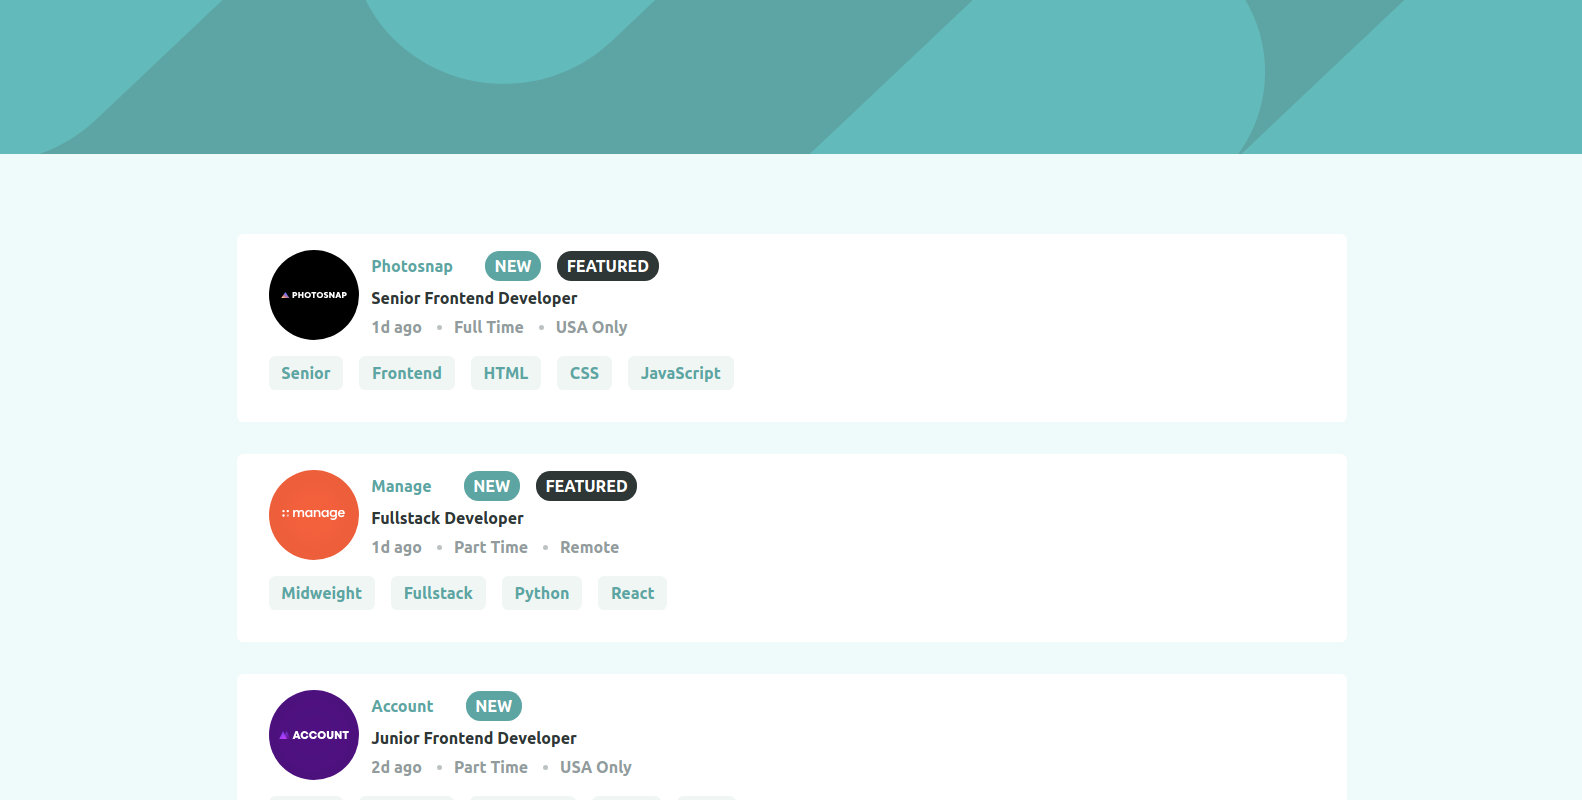 PHOTOSNAP
Photosnap NEW FEATURED
Senior Frontend Developer
1d ago • Full Time • USA Only
Senior Frontend HTML CSS JavaScript
manage
Manage NEW FEATURED
Fullstack Developer
1d ago • Part Time • Remote
Midweight Fullstack Python React
ACCOUNT
Account NEW
Junior Frontend Developer
2d ago • Part Time • USA Only